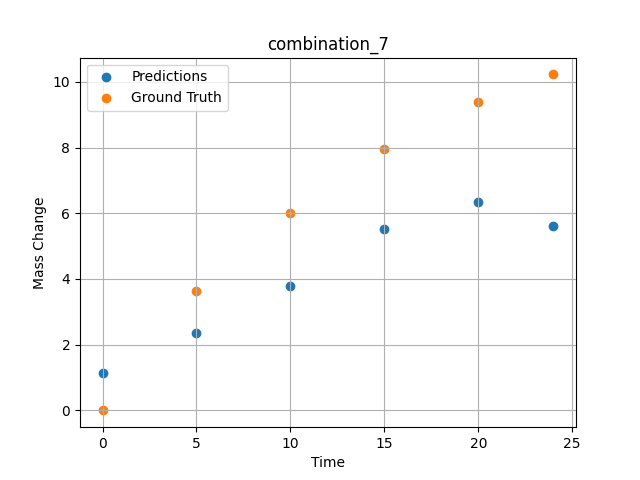 combination_7
Predictions
Ground Truth
10
8
6
4
2
0
Mass Change
0 5 10 15 20 25
Time